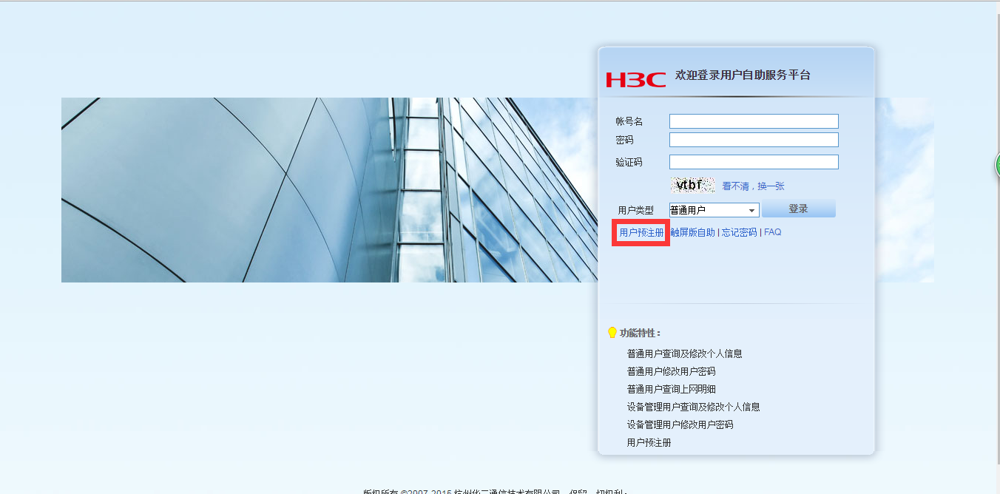 H3C 欢迎登录用户自助服务平台
帐号名
密码
验证码
vtbf 看不清，换一张
用户类型 普通用户 登录
用户预注册 触屏版自助 | 忘记密码 | FAQ
功能特性：
普通用户查询及修改个人信息
普通用户修改用户密码
普通用户查询上网明细
设备管理用户查询及修改个人信息
设备管理用户修改用户密码
用户预注册
版权所有 ©2007-2015 杭州华三通信技术有限公司